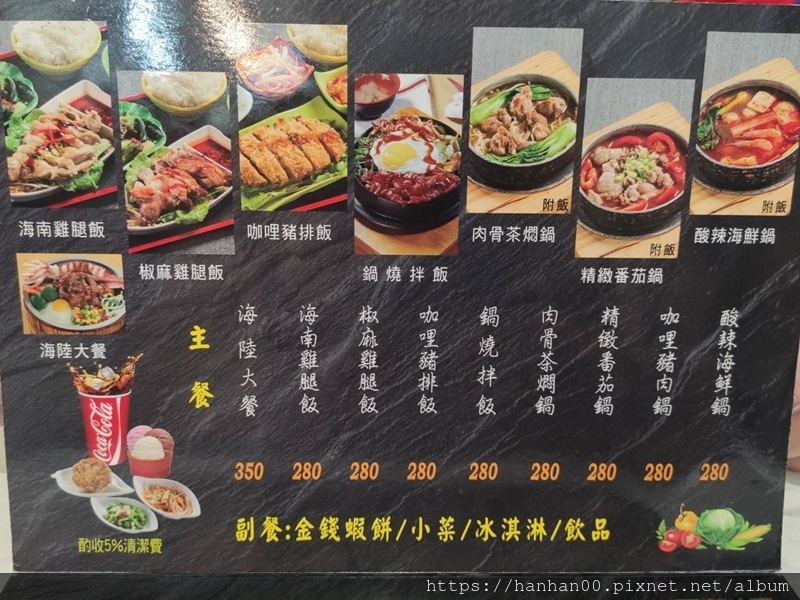 海南雞腿飯
椒麻雞腿飯
咖哩豬排飯
鍋燒拌飯
附飯
肉骨茶燜鍋
附飯
精緻番茄鍋
附飯
酸辣海鮮鍋
海陸大餐
主餐
海陸大餐
350
海南雞腿飯
280
椒麻雞腿飯
280
咖哩豬排飯
280
鍋燒拌飯
280
肉骨茶燜鍋
280
精緻番茄鍋
280
咖哩豬肉鍋
280
酸辣海鮮鍋
280
Coca-Cola
酌收5%清潔費
副餐:金錢蝦餅/小菜/冰淇淋/飲品
https://hanhan00.pixnet.net/album